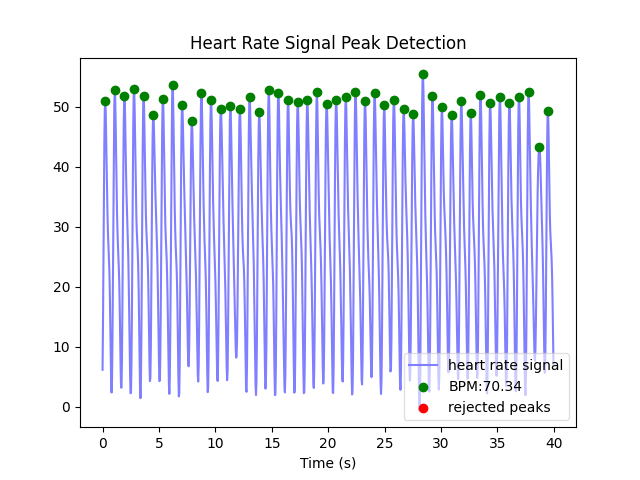 Heart Rate Signal Peak Detection
50
40
30
20
10
0
heart rate signal
BPM:70.34
rejected peaks
0 5 10 15 20 25 30 35 40
Time (s)